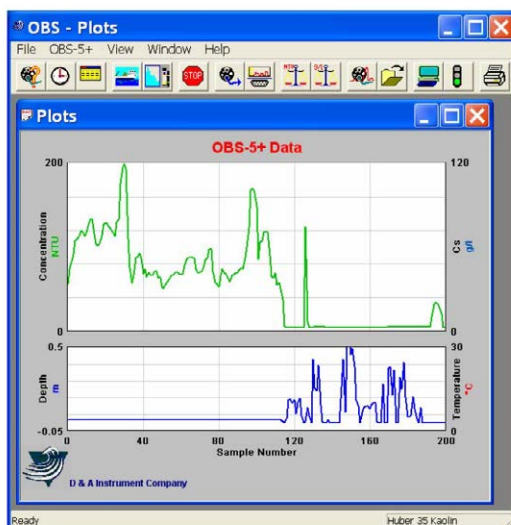 OBS - Plots
File OBS-5+ View Window Help
STOP
Plots
OBS-5+ Data
200
120
Concentration
NTU
Cs
g/l
0
0
0.5
30
Depth
m
Temperature
°C
-0.05
0
0 40 80 120 160 200
Sample Number
D & A Instrument Company
Ready
Huber 35 Kaolin